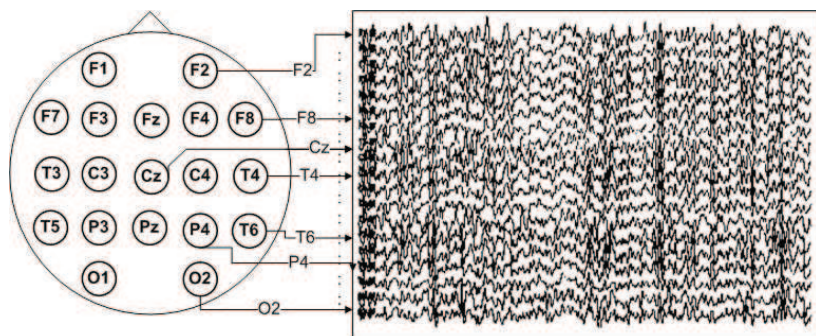 F1 F2 F2
F7 F3 Fz F4 F8 F8
Cz
T3 C3 Cz C4 T4 T4
T5 P3 Pz P4 T6 T6
P4
O1 O2 O2